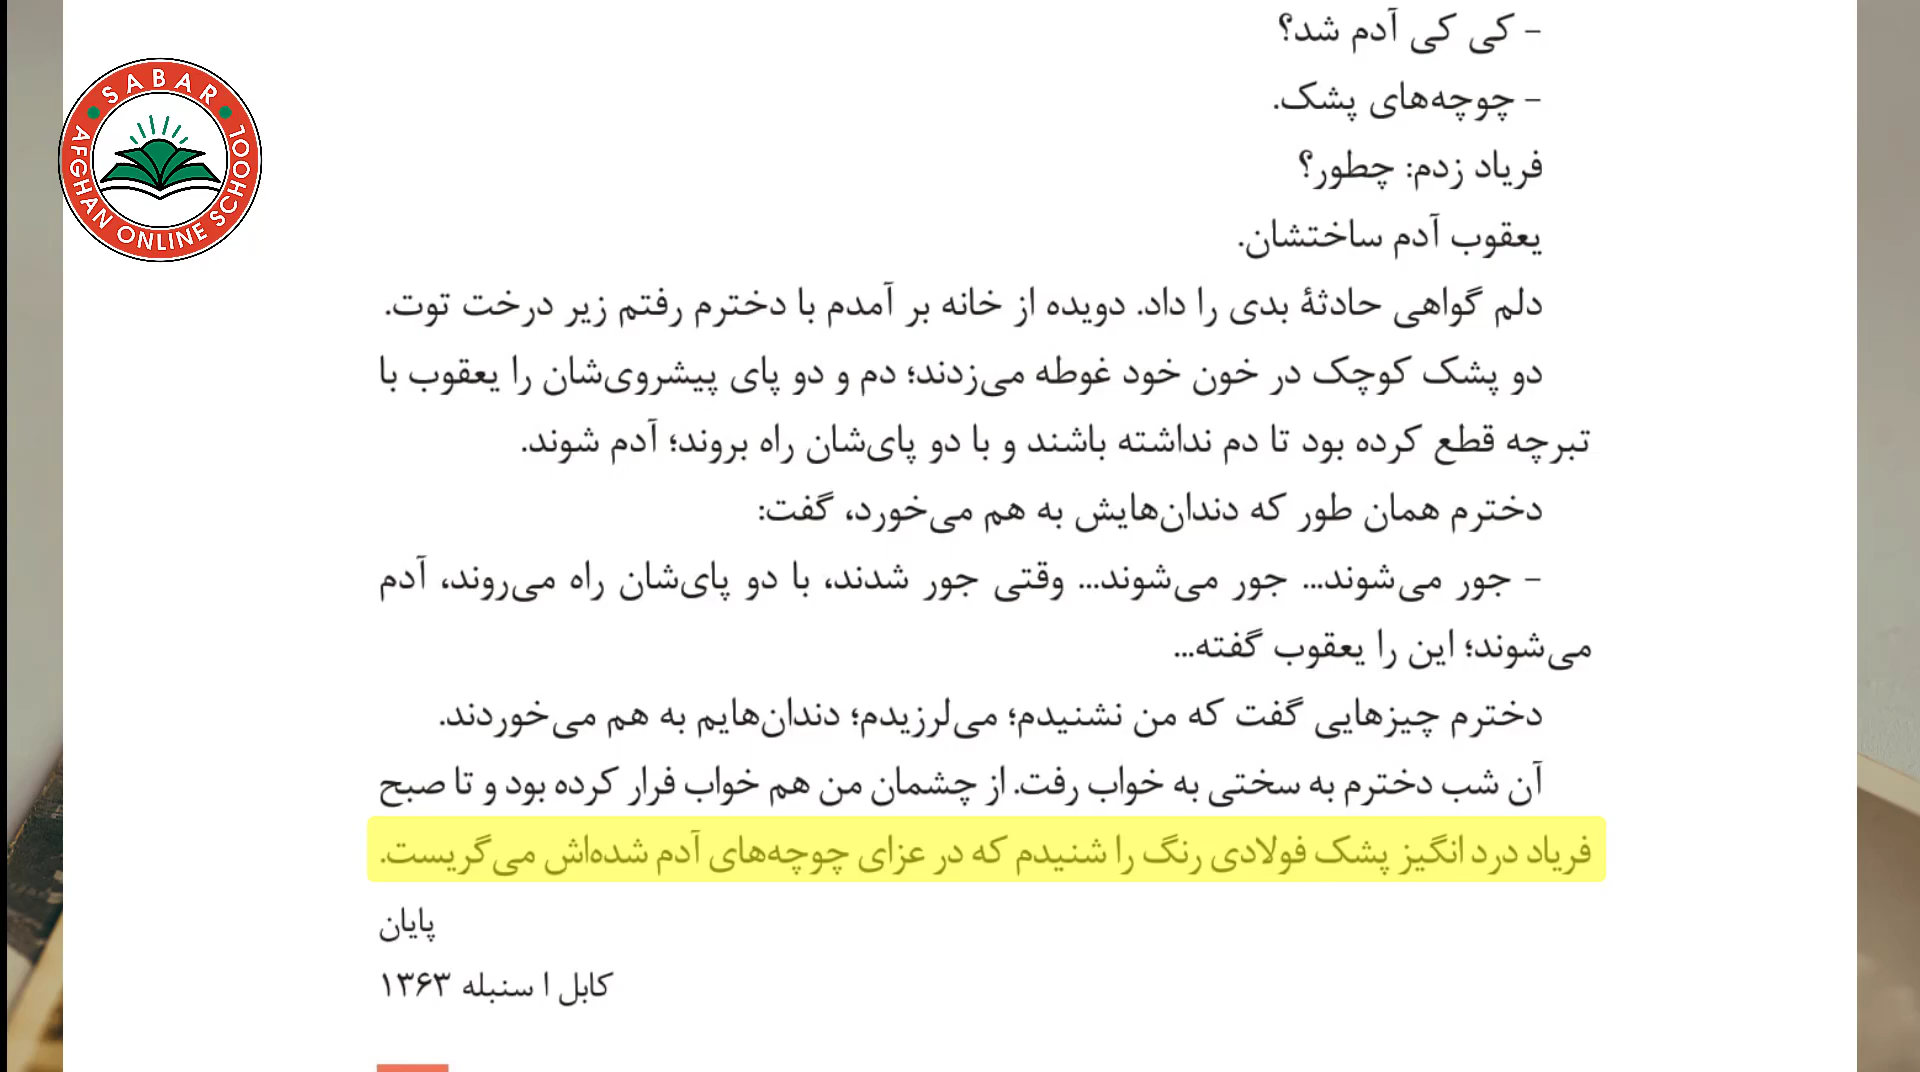 SABAR
AFGHAN ONLINE SCHOOL
- کی کی آدم شد؟
- چوچه‌های پشک.
فریاد زدم: چطور؟
یعقوب آدم ساختشان.
دلم گواهی حادثهٔ بدی را داد. دویده از خانه بر آمدم با دخترم رفتم زیر درخت توت.
دو پشک کوچک در خون خود غوطه می‌زدند؛ دم و دو پای پیشروی‌شان را یعقوب با
تبرچه قطع کرده بود تا دم نداشته باشند و با دو پای‌شان راه بروند؛ آدم شوند.
دخترم همان طور که دندان‌هایش به هم می‌خورد، گفت:
- جور می‌شوند... جور می‌شوند... وقتی جور شدند، با دو پای‌شان راه می‌روند، آدم
می‌شوند؛ این را یعقوب گفته...
دخترم چیزهایی گفت که من نشنیدم؛ می‌لرزیدم؛ دندان‌هایم به هم می‌خوردند.
آن شب دخترم به سختی به خواب رفت. از چشمان من هم خواب فرار کرده بود و تا صبح
فریاد درد انگیز پشک فولادی رنگ را شنیدم که در عزای چوچه‌های آدم شده‌اش می‌گریست.
پایان
کابل ا سنبله ۱۳۶۳